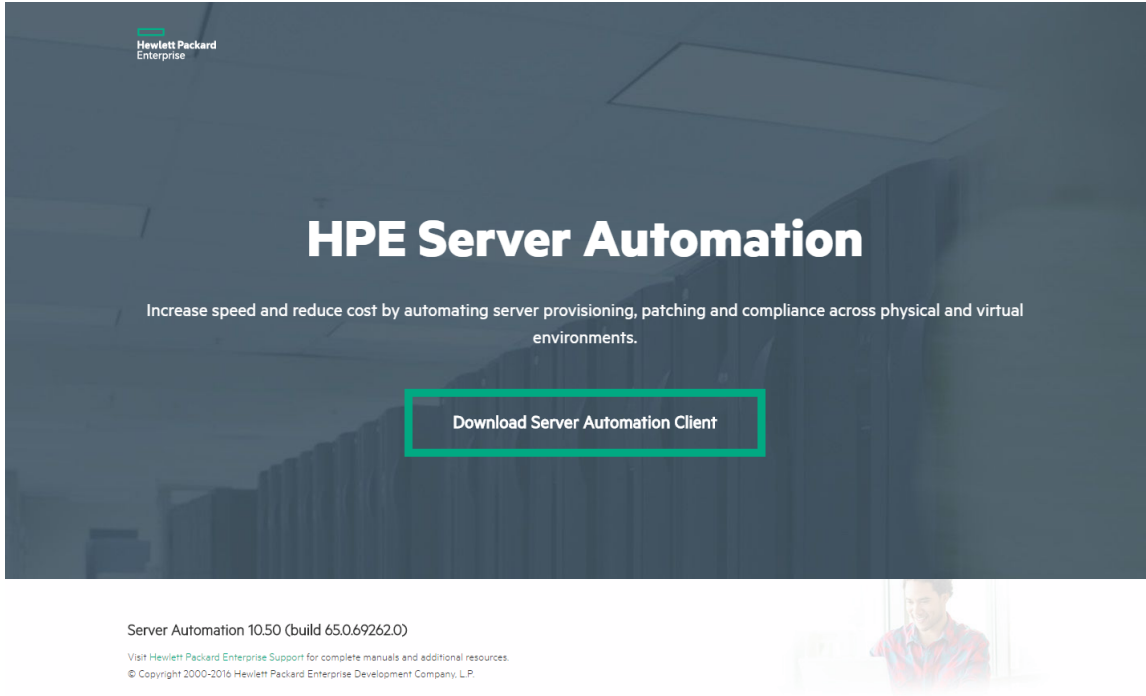 Hewlett Packard
Enterprise
HPE Server Automation
Increase speed and reduce cost by automating server provisioning, patching and compliance across physical and virtual
environments.
Download Server Automation Client
Server Automation 10.50 (build 65.0.69262.0)
Visit Hewlett Packard Enterprise Support for complete manuals and additional resources.
© Copyright 2000-2016 Hewlett Packard Enterprise Development Company, L.P.